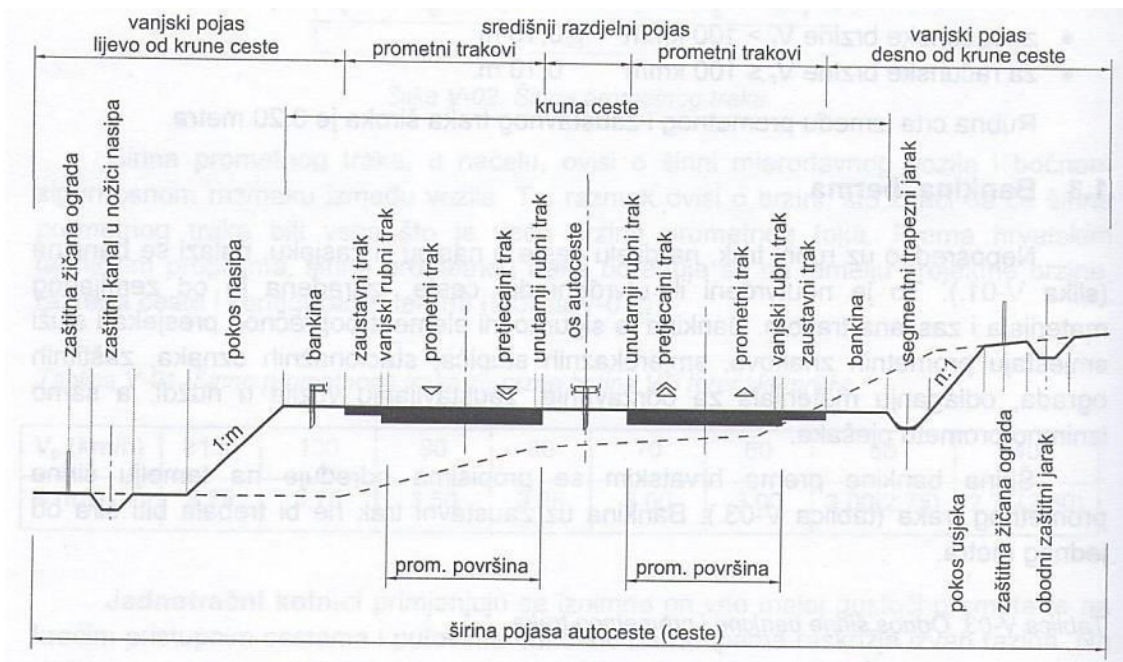 vanjski pojas
lijevo od krune ceste
središnji razdjelni pojas
prometni trakovi
prometni trakovi
vanjski pojas
desno od krune ceste
kruna ceste
zaštitna žičana ograda
zaštitni kanal u nožici nasipa
pokos nasipa
bankina
zaustavni trak
vanjski rubni trak
prometni trak
pretjecajni trak
unutarnji rubni trak
os autoceste
unutarnji rubni trak
pretjecajni trak
prometni trak
vanjski rubni trak
zaustavni trak
bankina
segmentni trapezni jarak
1:m
1:n
pokos usjeka
zaštitna žičana ograda
obodni zaštitni jarak
prom. površina
prom. površina
širina pojasa autoceste (ceste)